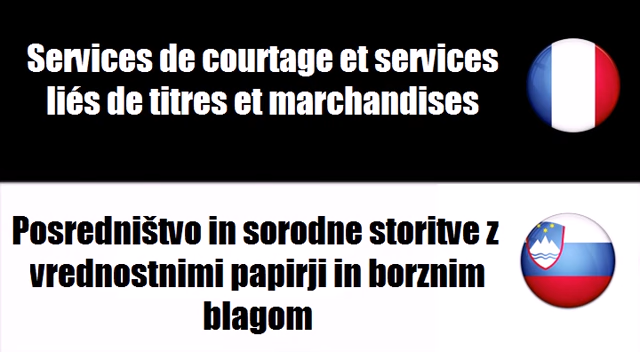 Services de courtage et services
liés de titres et marchandises
Posredništvo in sorodne storitve z
vrednostnimi papirji in borznim
blagom